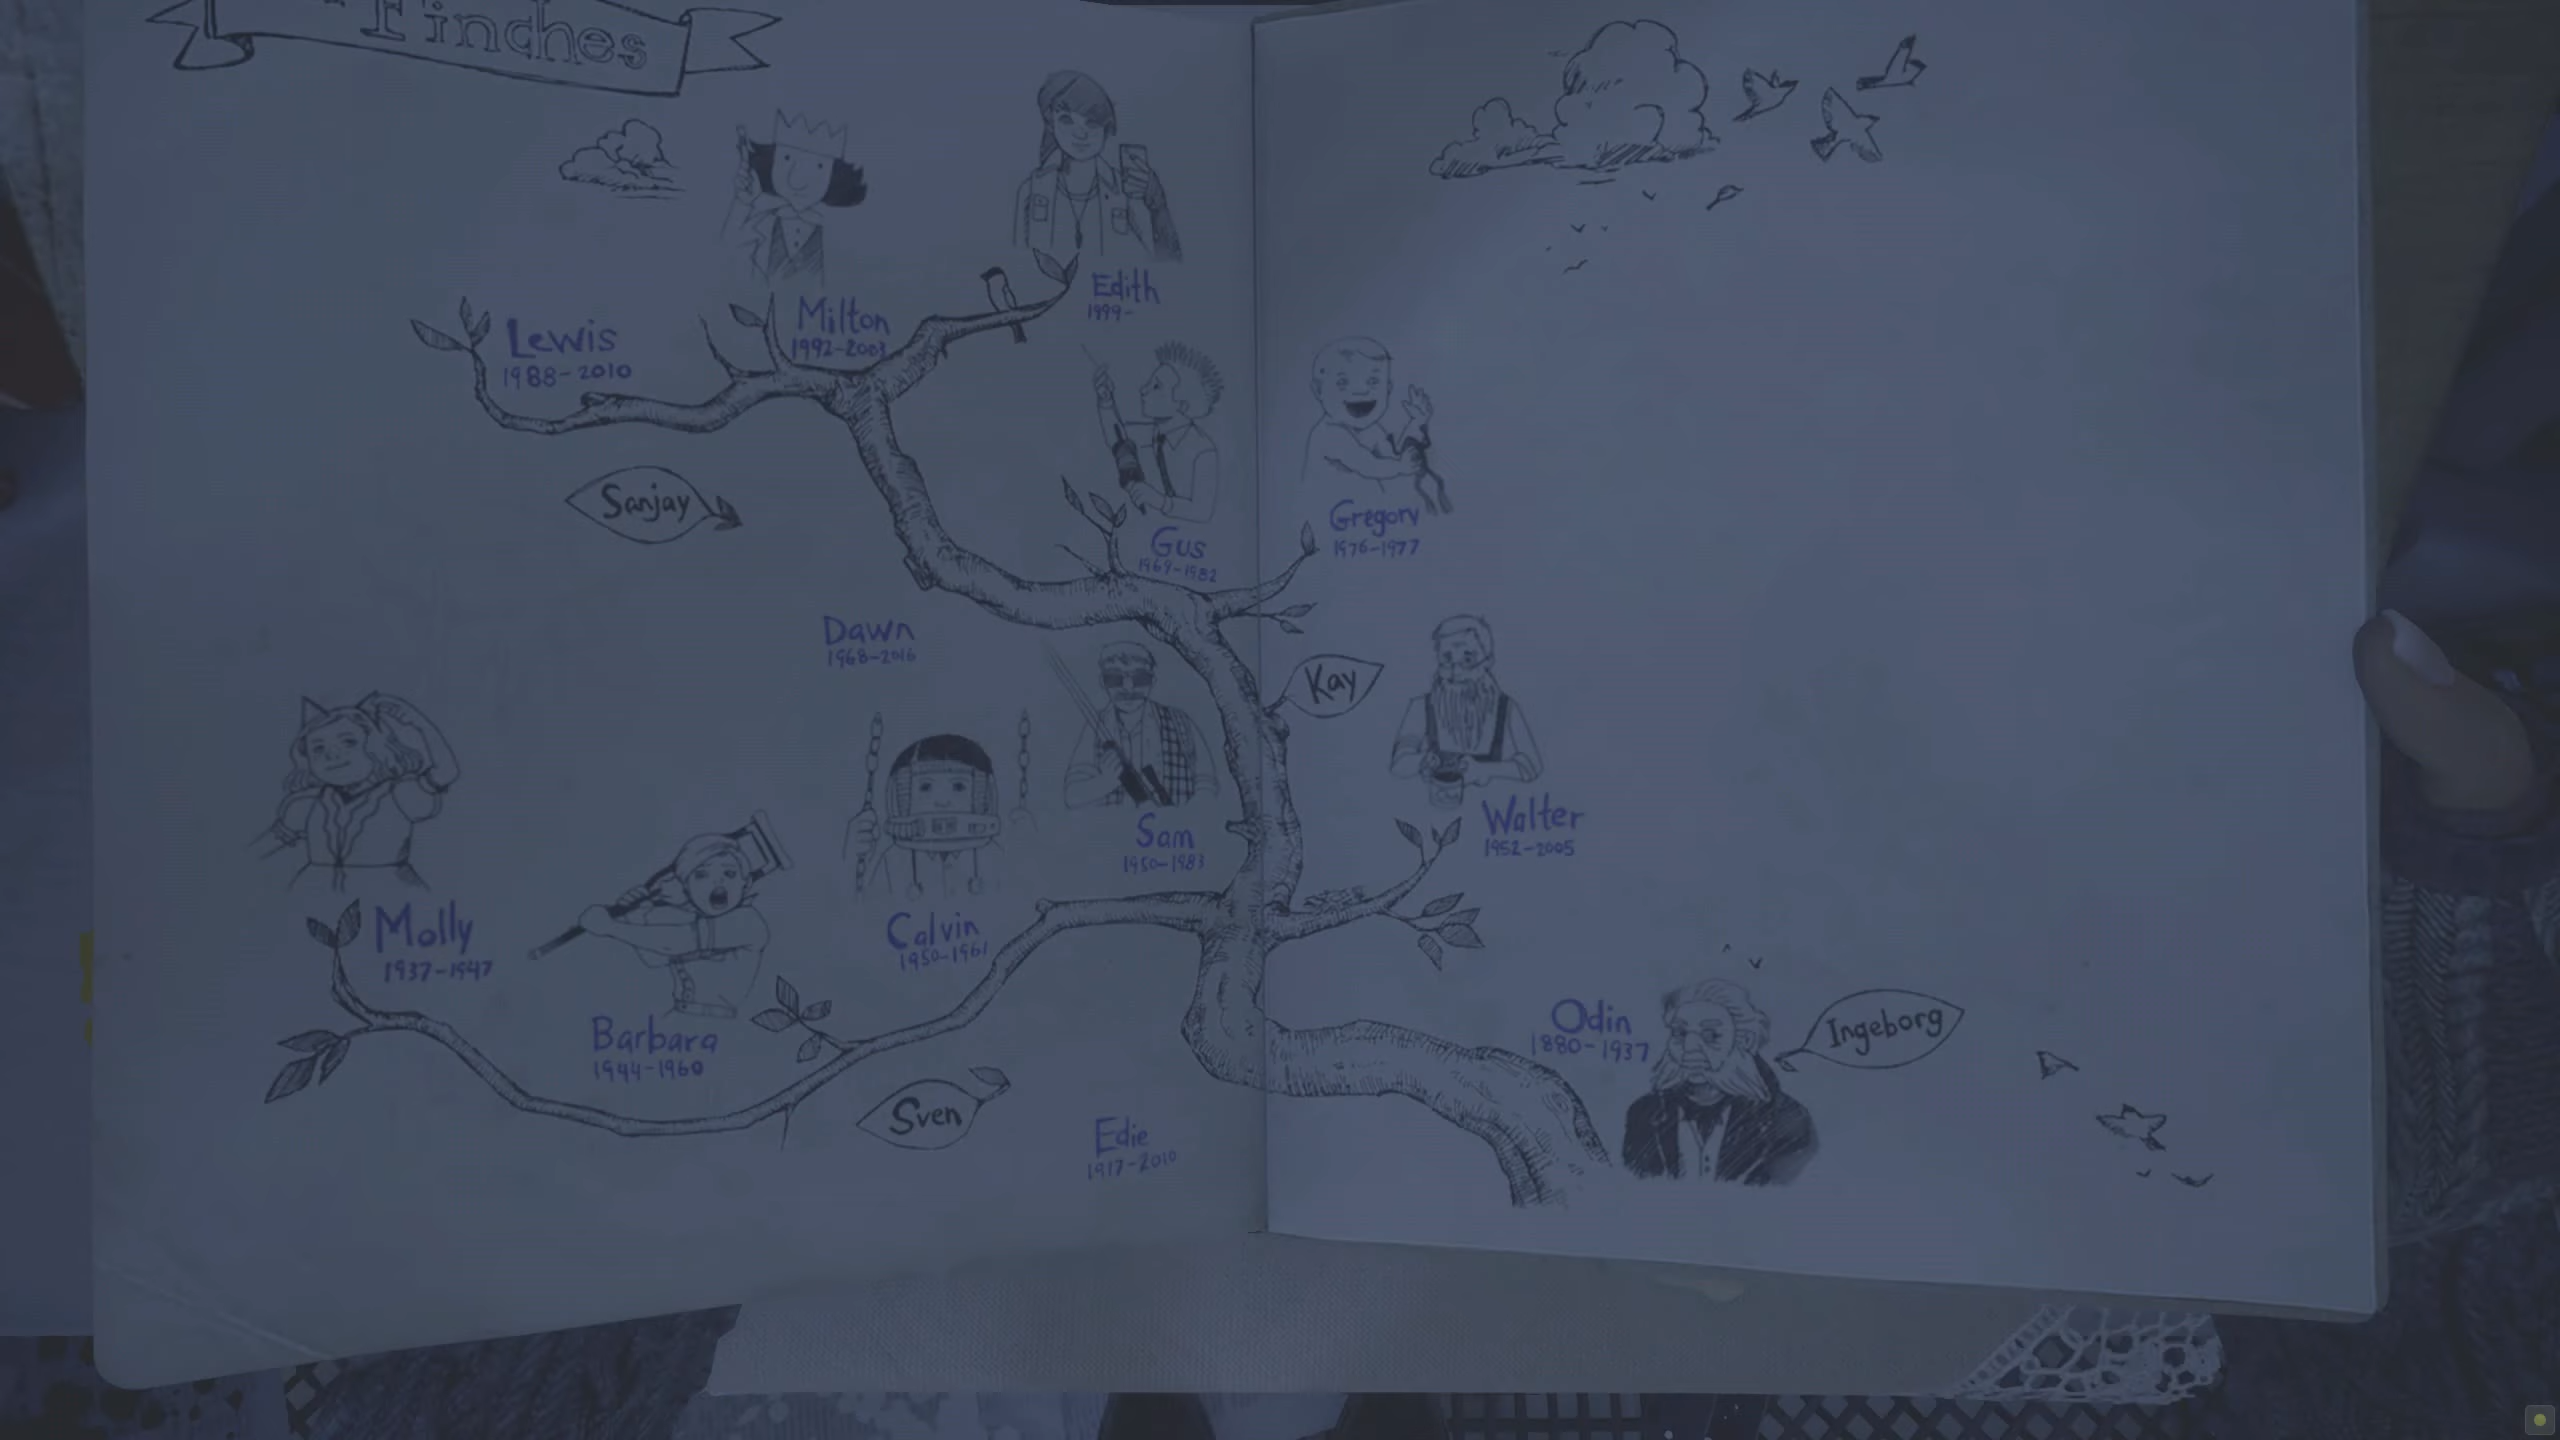 Finches
Edith
1999-
Milton
1992-2003
Lewis
1988-2010
Sanjay
Gus
1969-1982
Gregory
1976-1977
Dawn
1968-2016
Kay
Sam
1950-1983
Walter
1952-2005
Molly
1937-1947
Barbara
1944-1960
Calvin
1950-1961
Sven
Edie
1917-2010
Odin
1880-1937
Ingeborg